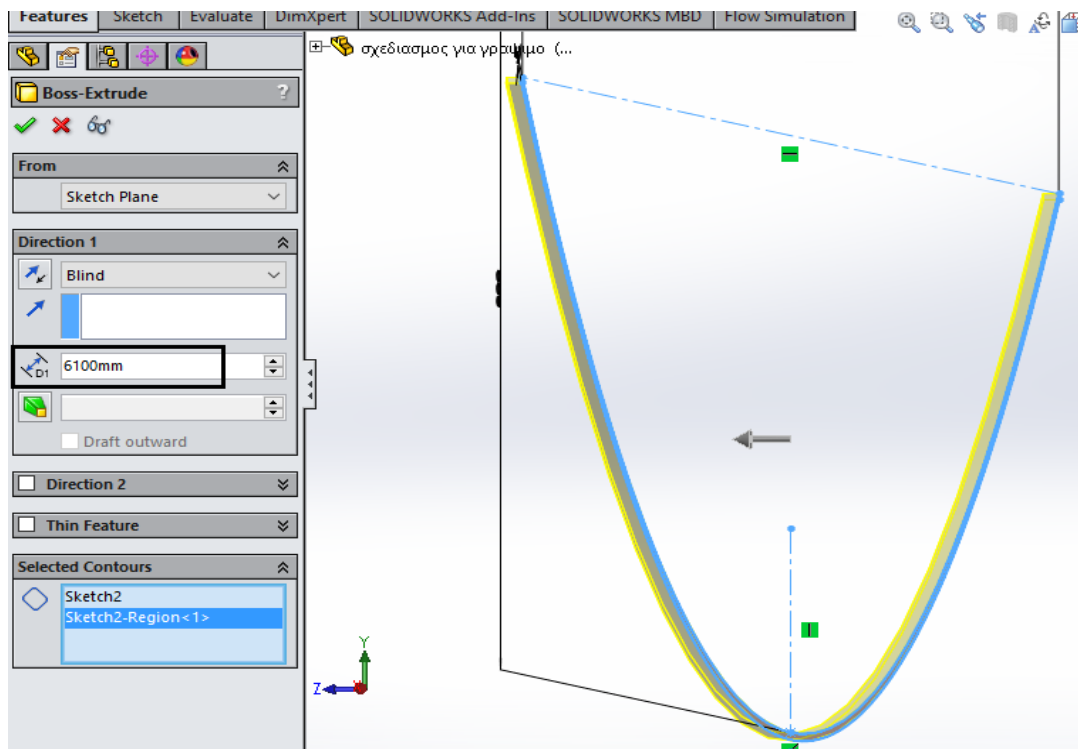 Features Sketch Evaluate DimXpert SOLIDWORKS Add-Ins SOLIDWORKS MBD Flow Simulation
σχεδιασμος για γραψιμο (...
Boss-Extrude ?
From
Sketch Plane
Direction 1
Blind
D1 6100mm
Draft outward
Direction 2
Thin Feature
Selected Contours
Sketch2
Sketch2-Region<1>
Y
Z